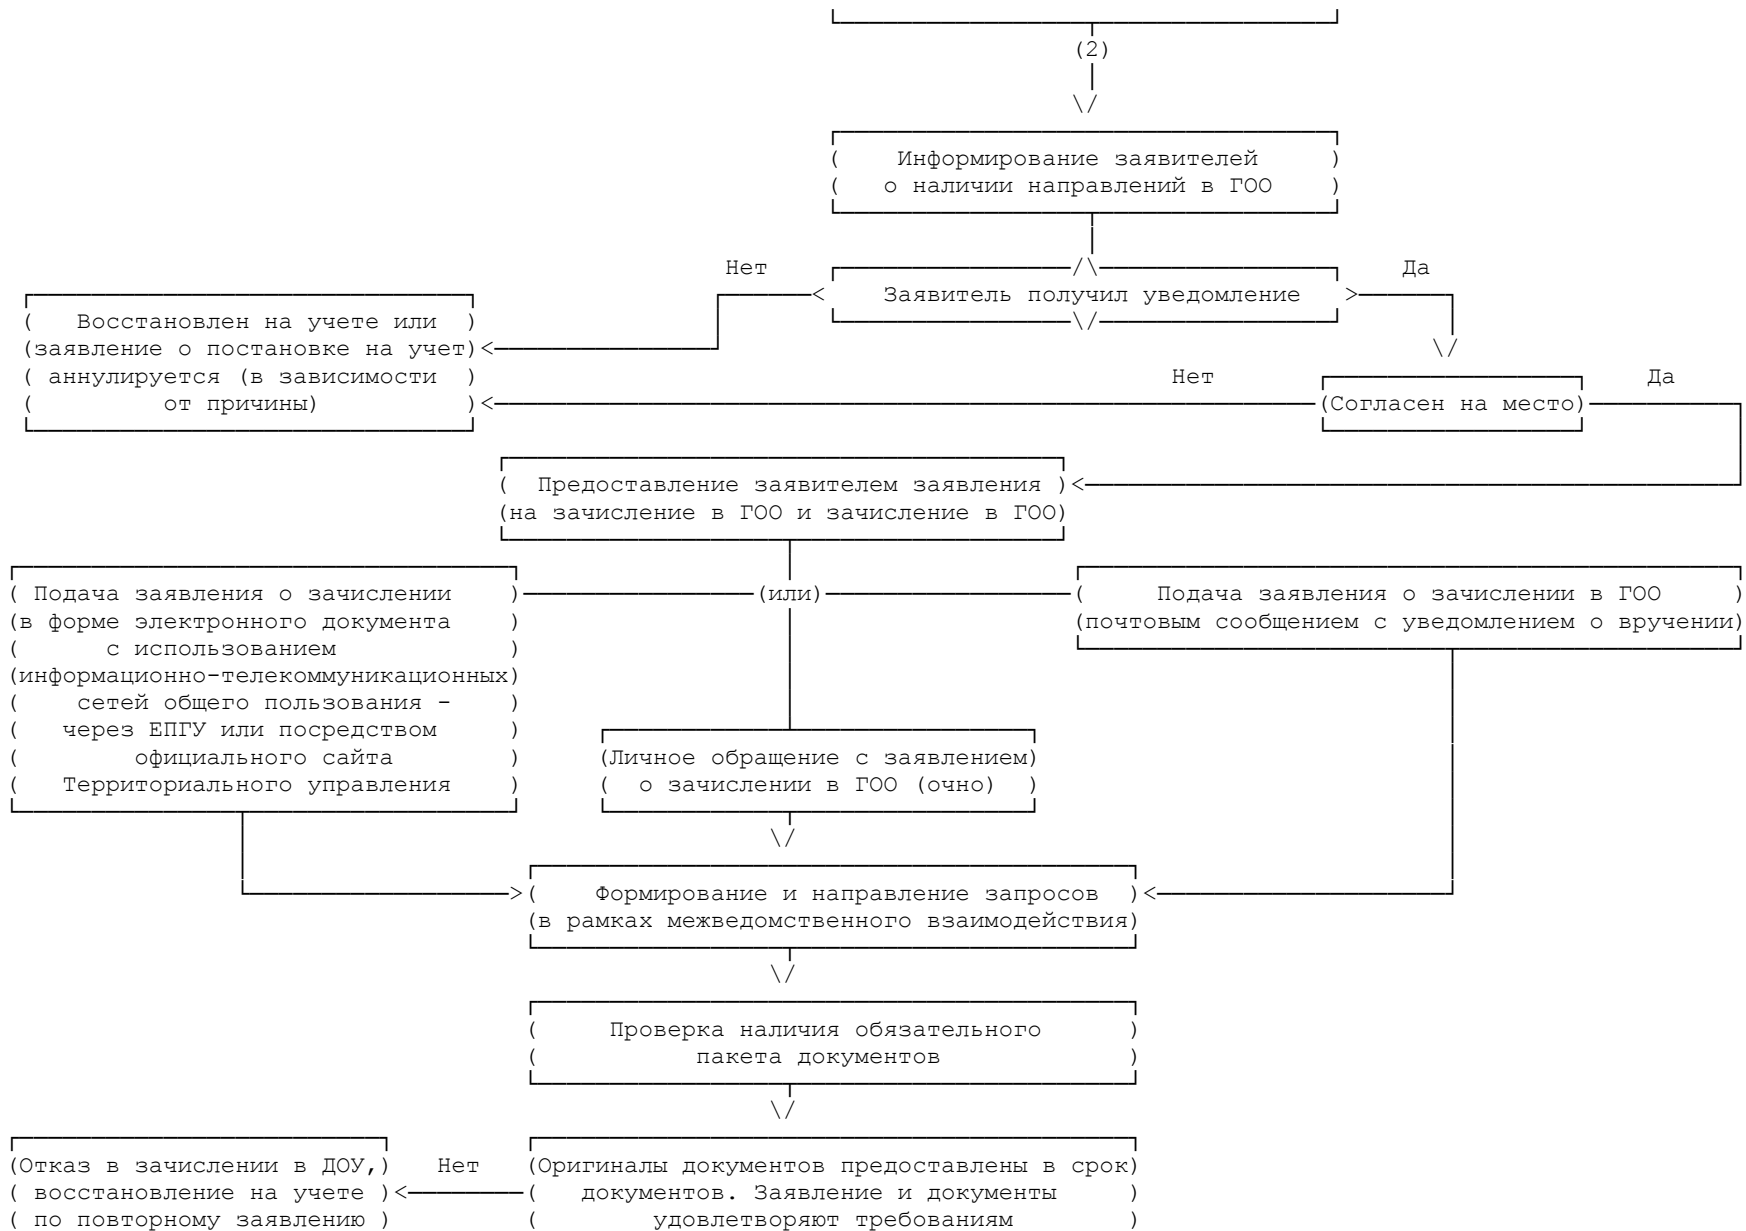 (2)
Информирование заявителей
о наличии направлений в ГОО
Нет
Да
Заявитель получил уведомление
Восстановлен на учете или
заявление о постановке на учет
аннулируется (в зависимости
от причины)
Нет
Да
Согласен на место
Предоставление заявителем заявления
на зачисление в ГОО и зачисление в ГОО
Подача заявления о зачислении
в форме электронного документа
с использованием
информационно-телекоммуникационных
сетей общего пользования -
через ЕПГУ или посредством
официального сайта
Территориального управления
(или)
Подача заявления о зачислении в ГОО
почтовым сообщением с уведомлением о вручении
Личное обращение с заявлением
о зачислении в ГОО (очно)
Формирование и направление запросов
в рамках межведомственного взаимодействия
Проверка наличия обязательного
пакета документов
Отказ в зачислении в ДОУ,
восстановление на учете
по повторному заявлению
Нет
Оригиналы документов предоставлены в срок
документов. Заявление и документы
удовлетворяют требованиям